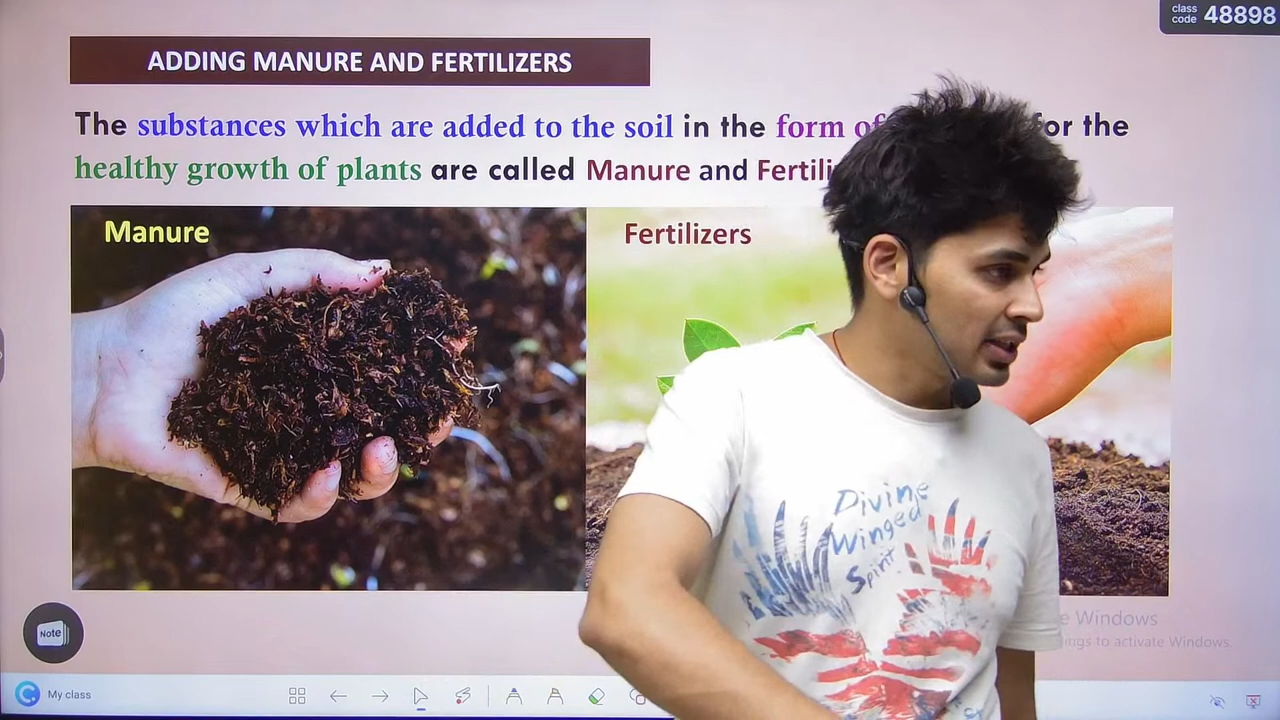 class code 48898
ADDING MANURE AND FERTILIZERS
The substances which are added to the soil in the form of for the
healthy growth of plants are called Manure and
Manure
Fertilizers
Divine
Winged
Spirit
Windows
to activate Windows.
Note
My class